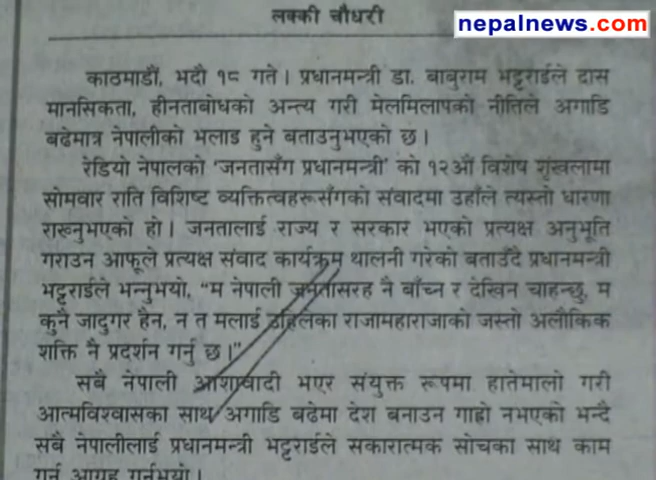 लक्की चौधरी
nepalnews.com
काठमाडौं, भदौ १८ गते । प्रधानमन्त्री डा. बाबुराम भट्टराईले दास
मानसिकता, हीनताबोधको अन्त्य गरी मेलमिलापको नीतिले अगाडि
बढेमात्र नेपालीको भलाइ हुने बताउनुभएको छ ।
रेडियो नेपालको 'जनतासँग प्रधानमन्त्री' को १२औं विशेष शृंखलामा
सोमवार राति विशिष्ट व्यक्तित्वहरूसँगको संवादमा उहाँले त्यस्तो धारणा
राख्नुभएको हो । जनतालाई राज्य र सरकार भएको प्रत्यक्ष अनुभूति
गराउन आफूले प्रत्यक्ष संवाद कार्यक्रम थालनी गरेको बताउँदै प्रधानमन्त्री
भट्टराईले भन्नुभयो, "म नेपाली जनतासरह नै बाँच्न र देखिन चाहन्छु, म
कुनै जादुगर हैन, न त मलाई उहिलेका राजामहाराजाको जस्तो अलौकिक
शक्ति नै प्रदर्शन गर्नु छ ।"
सबै नेपाली आशावादी भएर संयुक्त रूपमा हातेमालो गरी
आत्मविश्वासका साथ अगाडि बढेमा देश बनाउन गाह्रो नभएको भन्दै
सबै नेपालीलाई प्रधानमन्त्री भट्टराईले सकारात्मक सोचका साथ काम
गर्न आग्रह गर्नुभयो ।